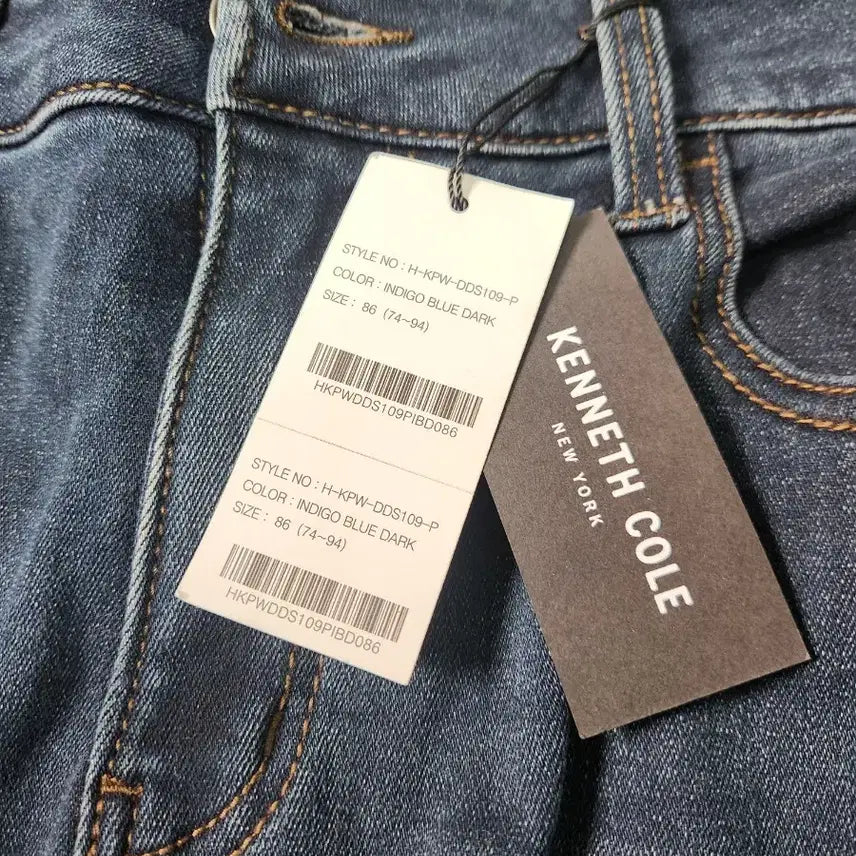 STYLE NO : H-KPW-DDS109-P
COLOR : INDIGO BLUE DARK
SIZE : 86 (74~94)
HKPWDDS109PIBD086
STYLE NO : H-KPW-DDS109-P
COLOR : INDIGO BLUE DARK
SIZE : 86 (74~94)
HKPWDDS109PIBD086
KENNETH COLE
NEW YORK